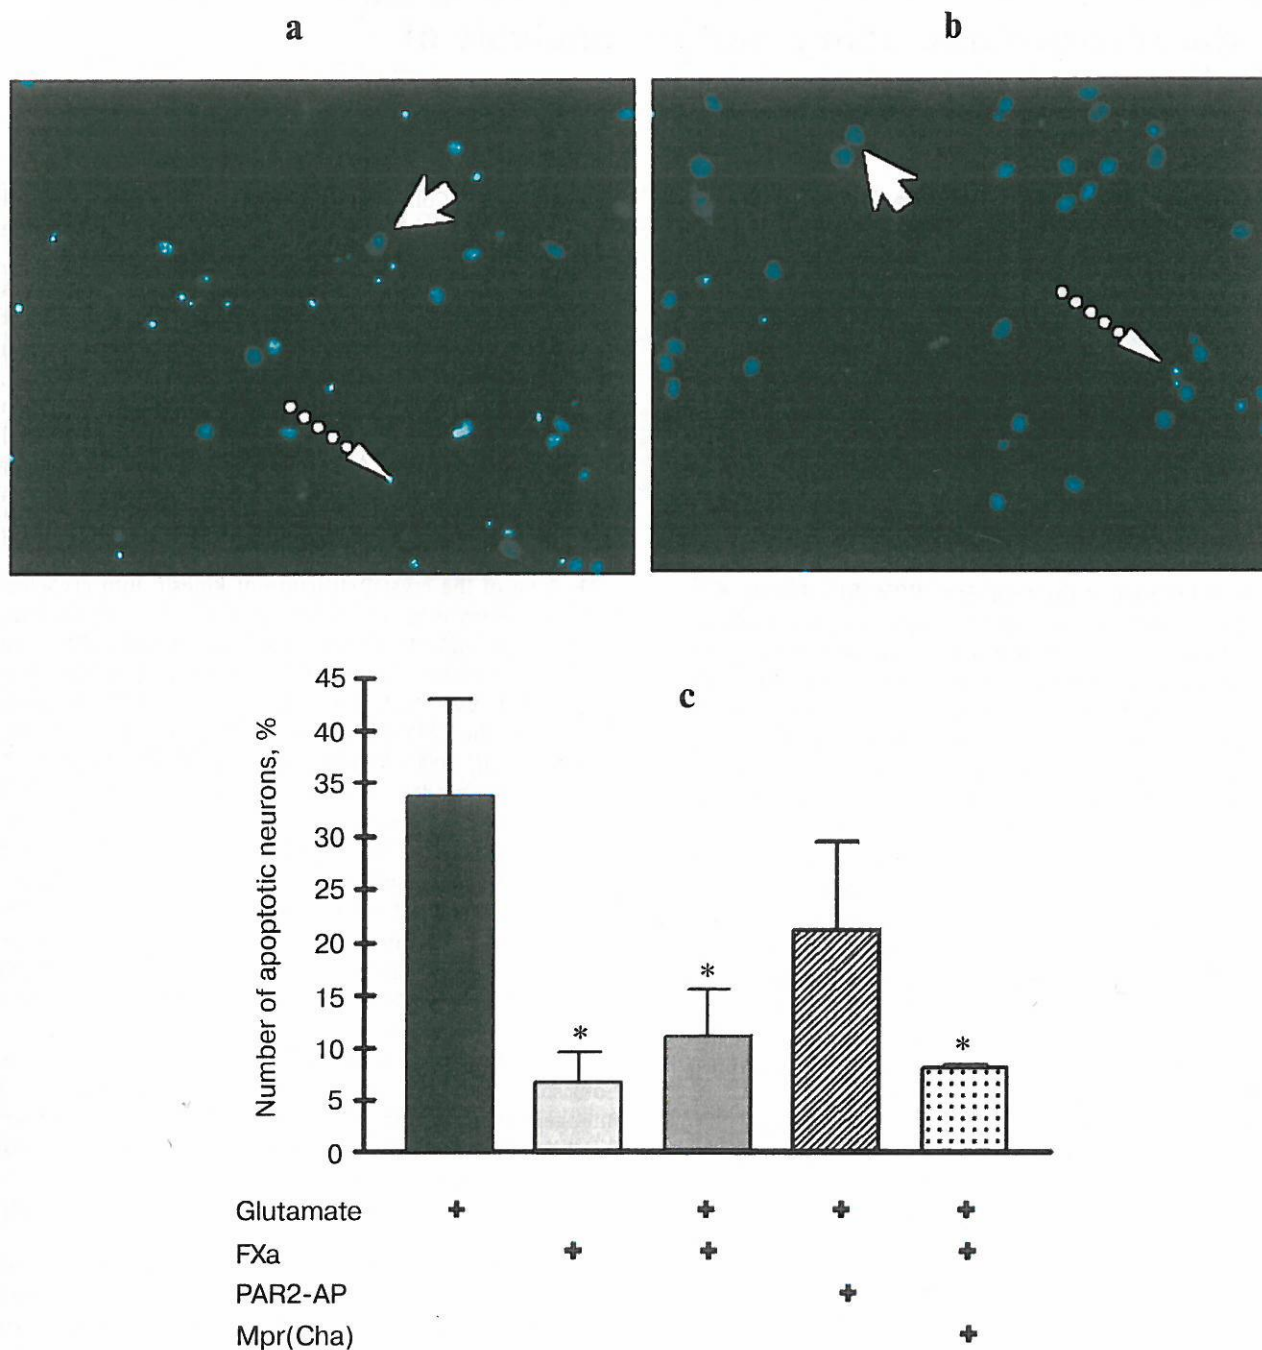 a
b
c
Number of apoptotic neurons, %
45
40
35
30
25
20
15
10
5
0
*
*
*
Glutamate + + + +
FXa + + +
PAR2-AP +
Mpr(Cha) +